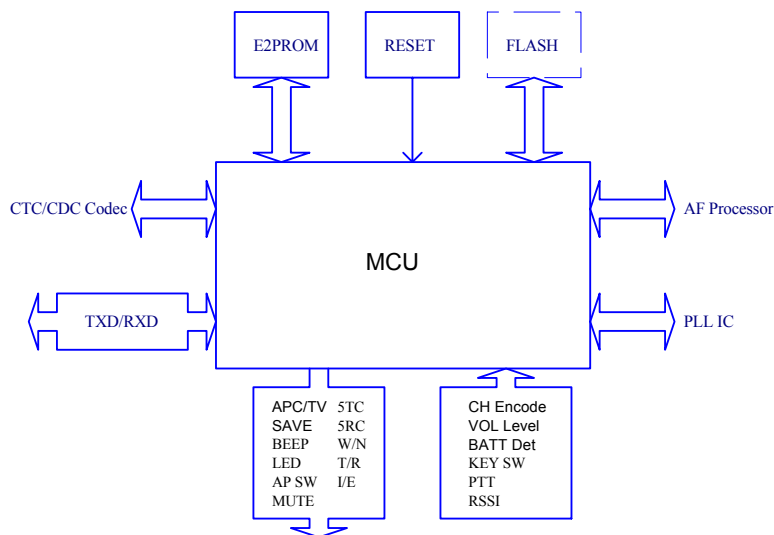 E2PROM
RESET
FLASH
CTC/CDC Codec
AF Processor
MCU
TXD/RXD
PLL IC
APC/TV 5TC
SAVE 5RC
BEEP W/N
LED T/R
AP SW I/E
MUTE
CH Encode
VOL Level
BATT Det
KEY SW
PTT
RSSI